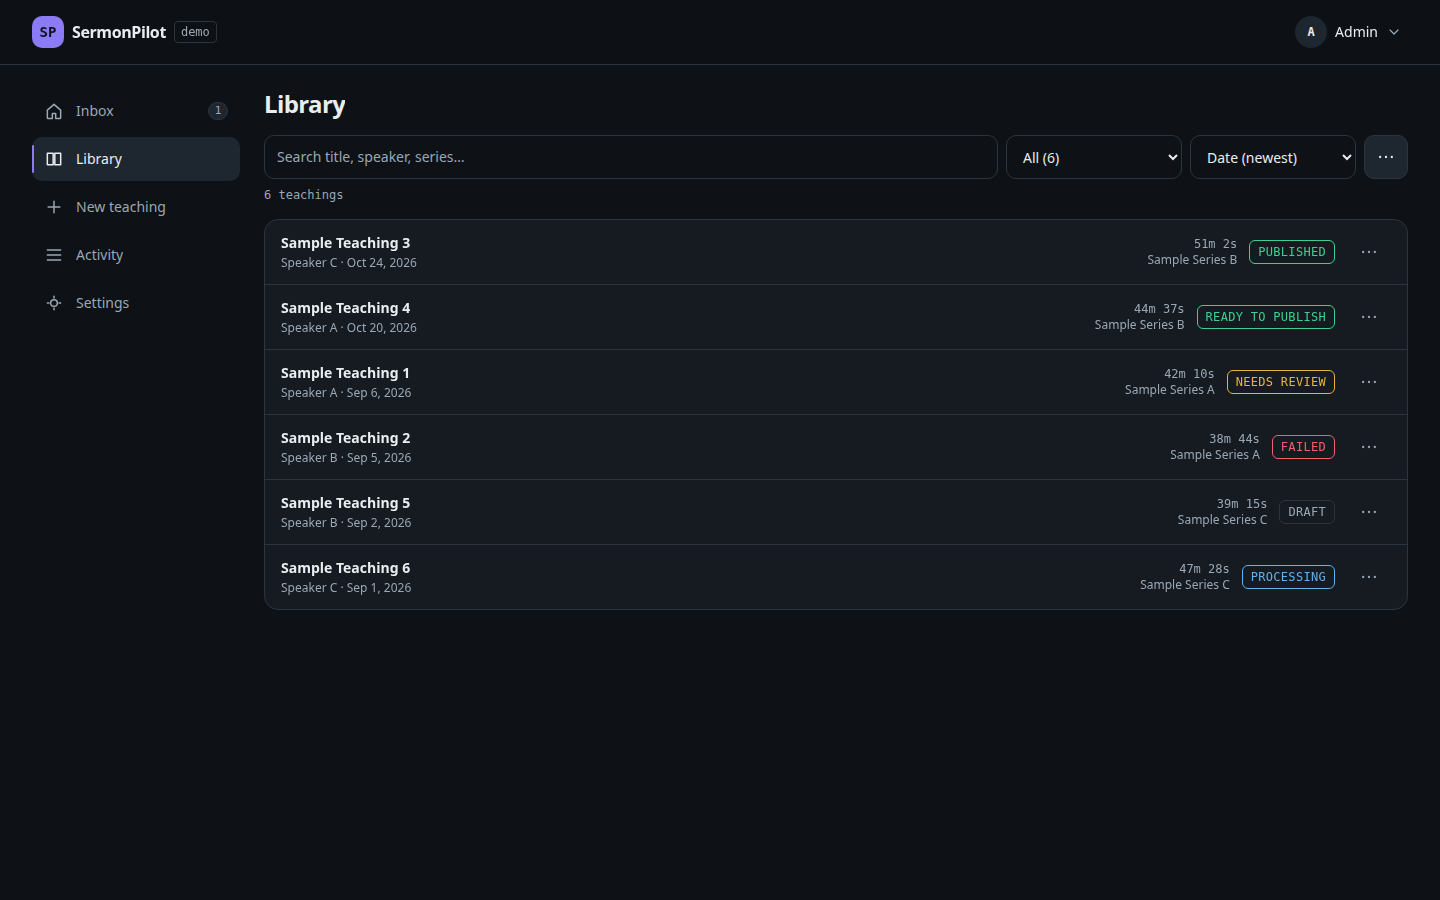 SP SermonPilot demo
A Admin
Inbox 1
Library
New teaching
Activity
Settings
Library
Search title, speaker, series...
All (6)
Date (newest)
...
6 teachings
Sample Teaching 3
Speaker C · Oct 24, 2026
51m 2s
Sample Series B
PUBLISHED
...
Sample Teaching 4
Speaker A · Oct 20, 2026
44m 37s
Sample Series B
READY TO PUBLISH
...
Sample Teaching 1
Speaker A · Sep 6, 2026
42m 10s
Sample Series A
NEEDS REVIEW
...
Sample Teaching 2
Speaker B · Sep 5, 2026
38m 44s
Sample Series A
FAILED
...
Sample Teaching 5
Speaker B · Sep 2, 2026
39m 15s
Sample Series C
DRAFT
...
Sample Teaching 6
Speaker C · Sep 1, 2026
47m 28s
Sample Series C
PROCESSING
...